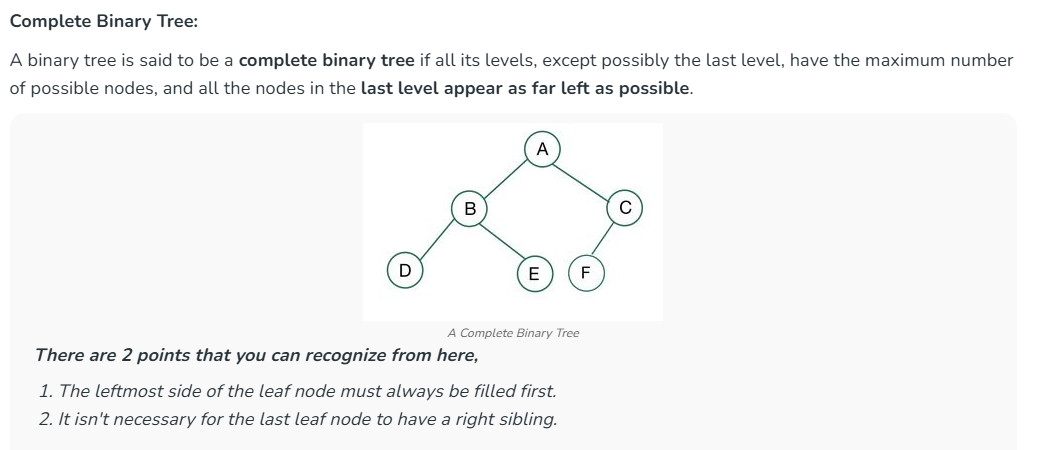 Complete Binary Tree:
A binary tree is said to be a complete binary tree if all its levels, except possibly the last level, have the maximum number
of possible nodes, and all the nodes in the last level appear as far left as possible.
A
B
C
D
E
F
A Complete Binary Tree
There are 2 points that you can recognize from here,
1. The leftmost side of the leaf node must always be filled first.
2. It isn't necessary for the last leaf node to have a right sibling.